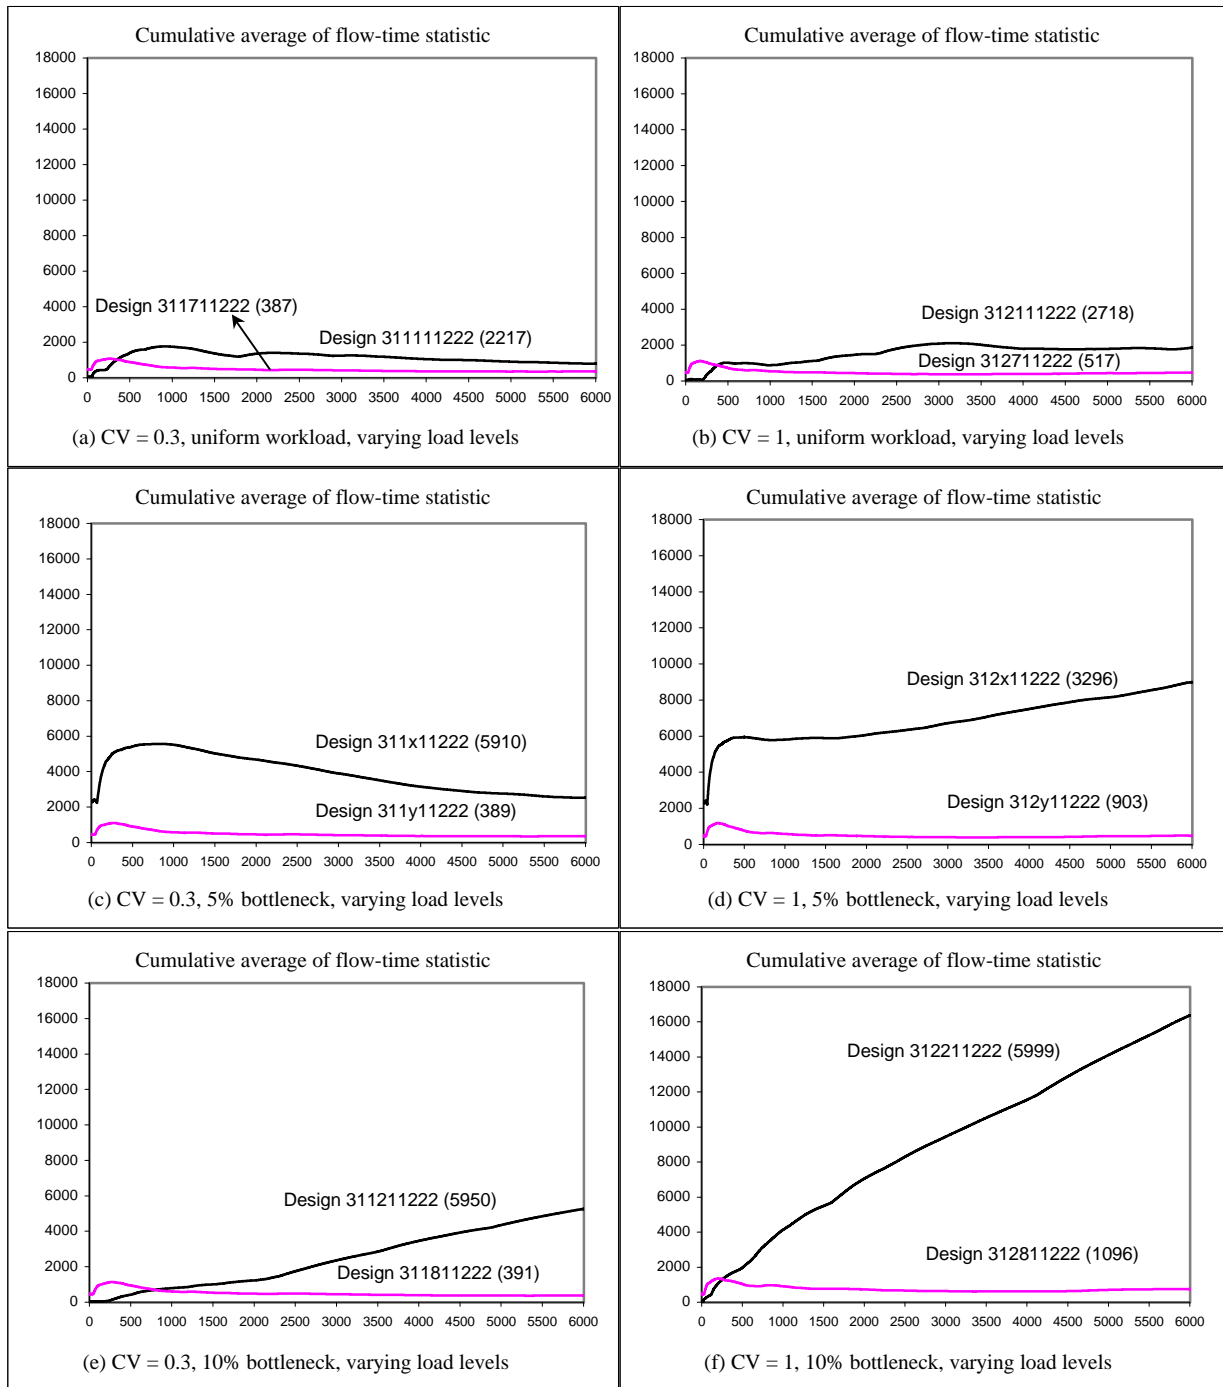 Cumulative average of flow-time statistic
18000
16000
14000
12000
10000
8000
6000
4000
2000
0
Design 311711222 (387)
Design 311111222 (2217)
0 500 1000 1500 2000 2500 3000 3500 4000 4500 5000 5500 6000
(a) CV = 0.3, uniform workload, varying load levels
Cumulative average of flow-time statistic
18000
16000
14000
12000
10000
8000
6000
4000
2000
0
Design 312111222 (2718)
Design 312711222 (517)
0 500 1000 1500 2000 2500 3000 3500 4000 4500 5000 5500 6000
(b) CV = 1, uniform workload, varying load levels
Cumulative average of flow-time statistic
18000
16000
14000
12000
10000
8000
6000
4000
2000
0
Design 311x11222 (5910)
Design 311y11222 (389)
0 500 1000 1500 2000 2500 3000 3500 4000 4500 5000 5500 6000
(c) CV = 0.3, 5% bottleneck, varying load levels
Cumulative average of flow-time statistic
18000
16000
14000
12000
10000
8000
6000
4000
2000
0
Design 312x11222 (3296)
Design 312y11222 (903)
0 500 1000 1500 2000 2500 3000 3500 4000 4500 5000 5500 6000
(d) CV = 1, 5% bottleneck, varying load levels
Cumulative average of flow-time statistic
18000
16000
14000
12000
10000
8000
6000
4000
2000
0
Design 311211222 (5950)
Design 311811222 (391)
0 500 1000 1500 2000 2500 3000 3500 4000 4500 5000 5500 6000
(e) CV = 0.3, 10% bottleneck, varying load levels
Cumulative average of flow-time statistic
18000
16000
14000
12000
10000
8000
6000
4000
2000
0
Design 312211222 (5999)
Design 312811222 (1096)
0 500 1000 1500 2000 2500 3000 3500 4000 4500 5000 5500 6000
(f) CV = 1, 10% bottleneck, varying load levels